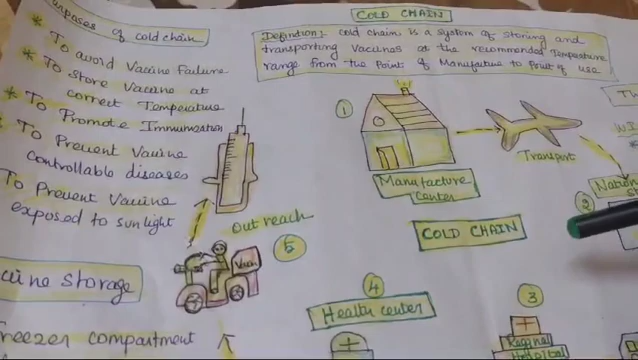 COLD CHAIN
Definition:- cold chain is a system of storing and
transporting Vaccines at the recommended Temperature
range from the Point of Manufacture to Point of use
of cold chain
* To avoid Vaccine Failure
* To store Vaccine at
correct Temperature
* To Promote Immunization
To Prevent Vaccine
controllable diseases
To Prevent Vaccine
exposed to sunlight
1
Manufacture
Center
Transport
2
COLD CHAIN
Out reach
5
Storage
Freezer compartment
4
Health center
3
Hospital